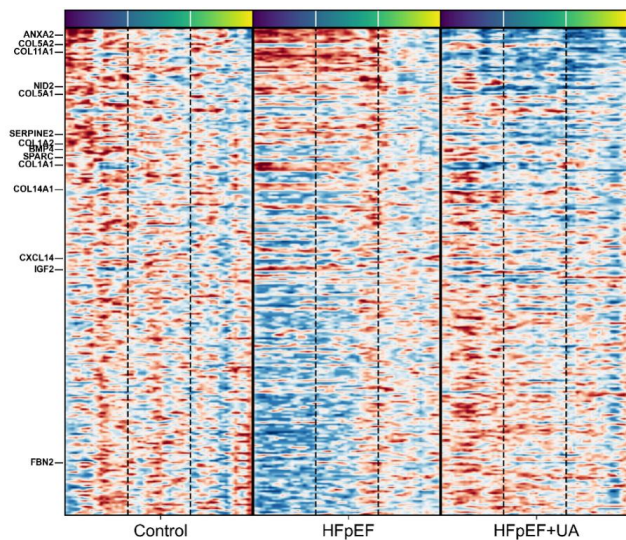 ANXA2
COL5A2
COL11A1
NID2
COL5A1
SERPINE2
COL1A2
BMP4
SPARC
COL1A1
COL14A1
CXCL14
IGF2
FBN2
Control HFpEF HFpEF+UA